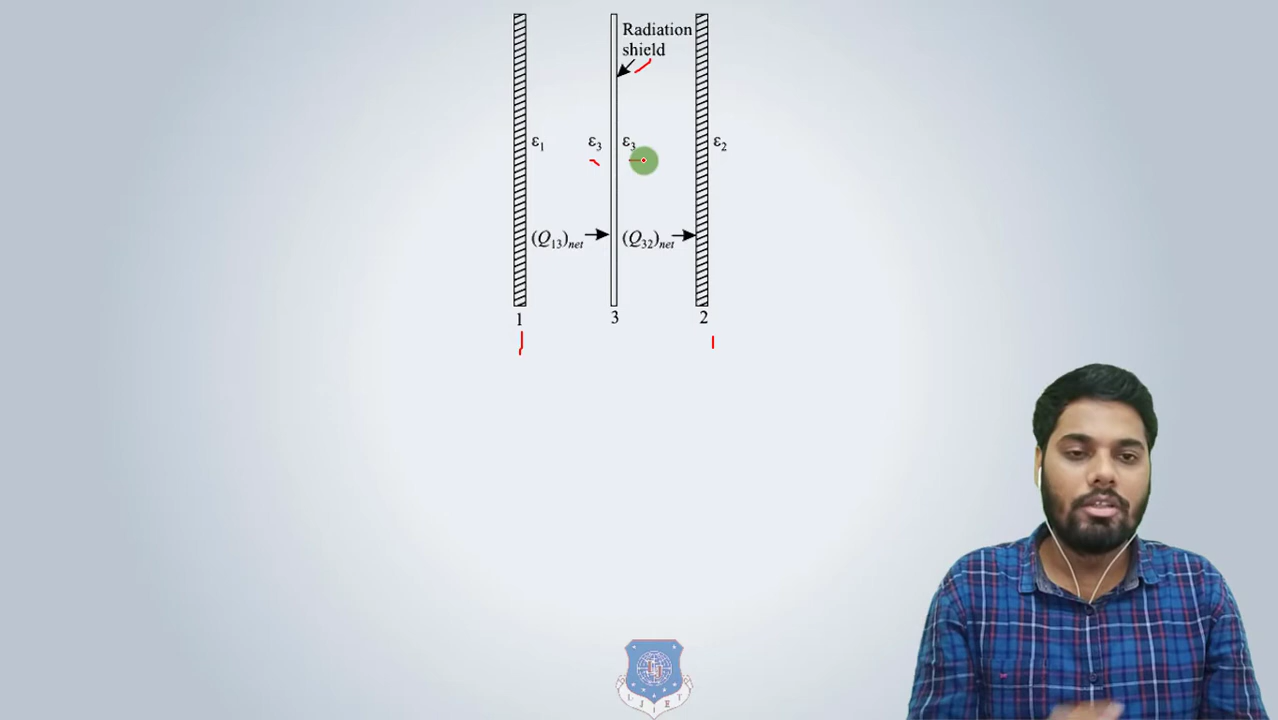 Radiation
shield
ε₁ ε₃ ε₃ ε₂
(Q₁₃)ₙₑₜ (Q₃₂)ₙₑₜ
1 3 2